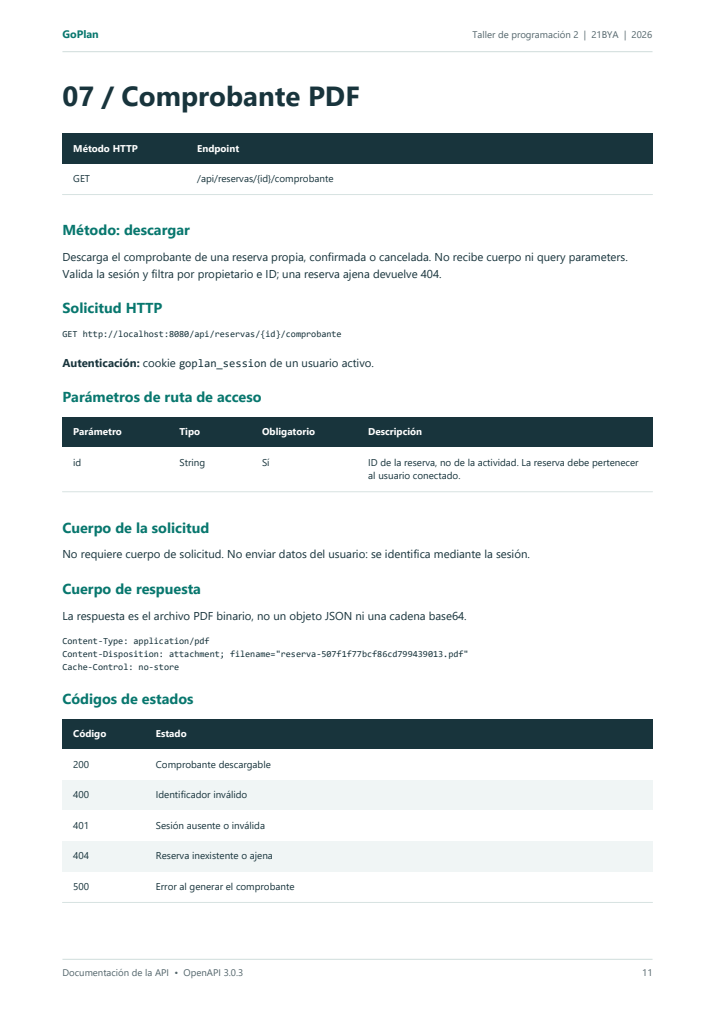 GoPlan
Taller de programación 2 | 21BYA | 2026
07 / Comprobante PDF
Método HTTP Endpoint
GET /api/reservas/{id}/comprobante
Método: descargar
Descarga el comprobante de una reserva propia, confirmada o cancelada. No recibe cuerpo ni query parameters.
Valida la sesión y filtra por propietario e ID; una reserva ajena devuelve 404.
Solicitud HTTP
GET http://localhost:8080/api/reservas/{id}/comprobante
Autenticación: cookie goplan_session de un usuario activo.
Parámetros de ruta de acceso
Parámetro Tipo Obligatorio Descripción
id String Sí ID de la reserva, no de la actividad. La reserva debe pertenecer
al usuario conectado.
Cuerpo de la solicitud
No requiere cuerpo de solicitud. No enviar datos del usuario: se identifica mediante la sesión.
Cuerpo de respuesta
La respuesta es el archivo PDF binario, no un objeto JSON ni una cadena base64.
Content-Type: application/pdf
Content-Disposition: attachment; filename="reserva-507f1f77bcf86cd799439013.pdf"
Cache-Control: no-store
Códigos de estados
Código Estado
200 Comprobante descargable
400 Identificador inválido
401 Sesión ausente o inválida
404 Reserva inexistente o ajena
500 Error al generar el comprobante
Documentación de la API • OpenAPI 3.0.3
11